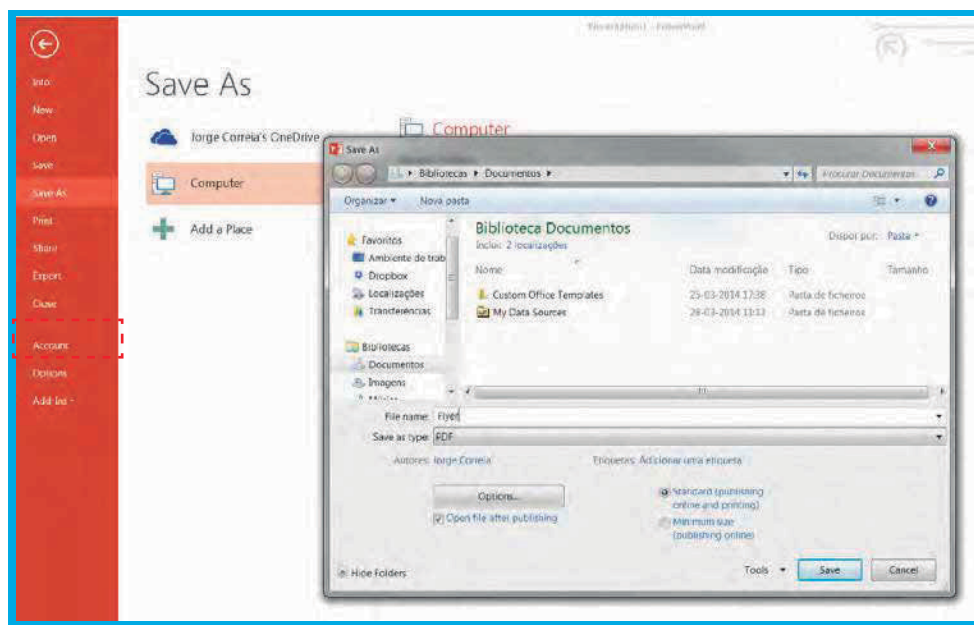 Presentation1 - PowerPoint
Info
New
Open
Save
Save As
Print
Share
Export
Close
Account
Options
Add-Ins
Save As
Jorge Correia's OneDrive
Computer
Add a Place
Computer
Save As
Bibliotecas
Documentos
Procurar Documentos
Organizar
Nova pasta
Favoritos
Ambiente de trab
Dropbox
Localizações
Transferências
Bibliotecas
Documentos
Imagens
Biblioteca Documentos
Inclui: 2 localizações
Dispor por: Pasta
Nome Data modificação Tipo Tamanho
Custom Office Templates 25-03-2014 17:38 Pasta de ficheiros
My Data Sources Pasta de ficheiros
File name: Flyer
Save as type: PDF
Autores: Jorge Correia
Etiquetas: Adicionar uma etiqueta
Options...
Open file after publishing
Standard (publishing
online and printing)
Minimum size
(publishing online)
Hide Folders
Tools
Save
Cancel